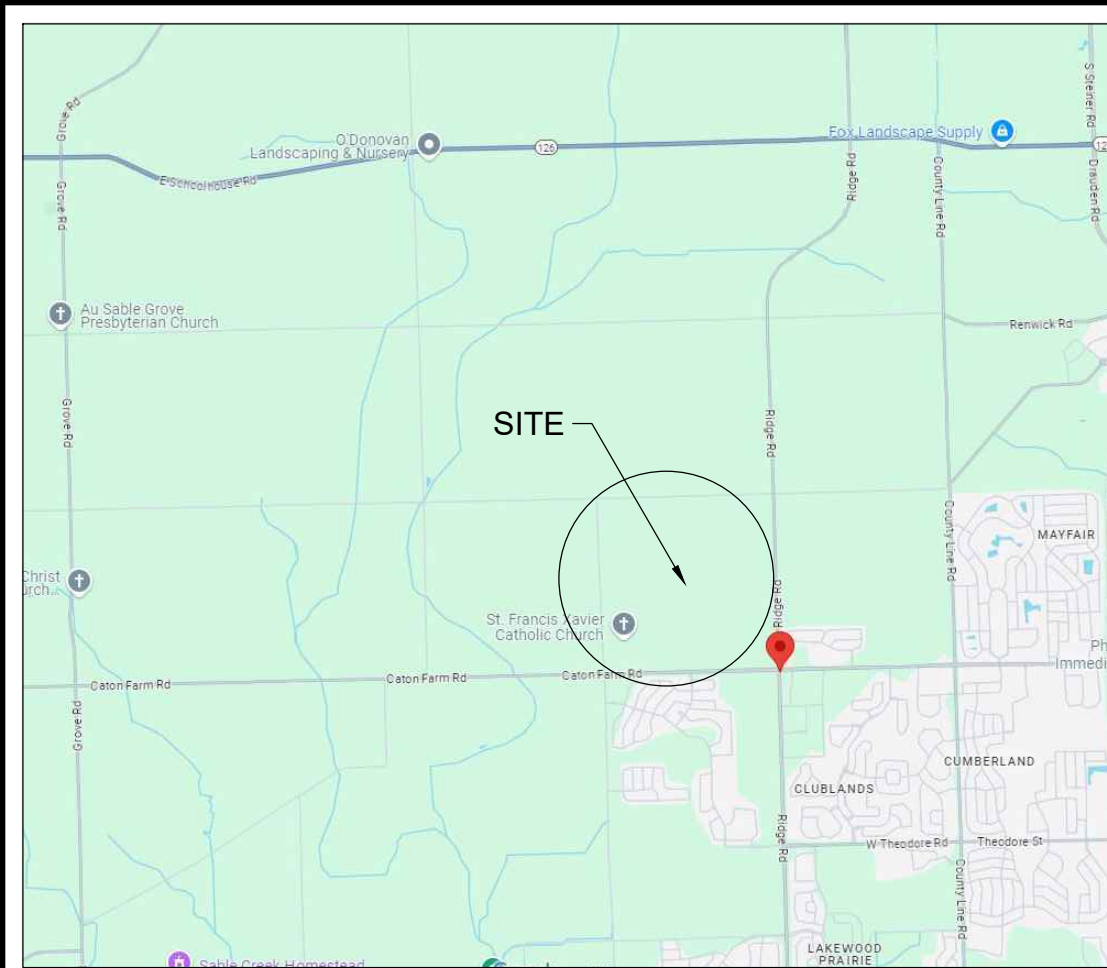 Grove Rd
O'Donovan
Landscaping & Nursery
126
Fox Landscape Supply
S Steiner Rd
E Schoolhouse Rd
Grove Rd
Ridge Rd
County Line Rd
Drauden Rd
Au Sable Grove
Presbyterian Church
Renwick Rd
Grove Rd
SITE
Ridge Rd
County Line Rd
MAYFAIR
Christ
Ridge Rd
St. Francis Xavier
Catholic Church
Caton Farm Rd
Caton Farm Rd
Caton Farm Rd
Grove Rd
CUMBERLAND
CLUBLANDS
Ridge Rd
W Theodore Rd
Theodore St
County Line Rd
LAKEWOOD
PRAIRIE
Sable Creek Homestead